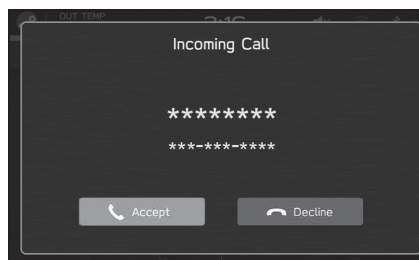 OUT TEMP
Incoming Call
********
***-***-****
Accept
Decline